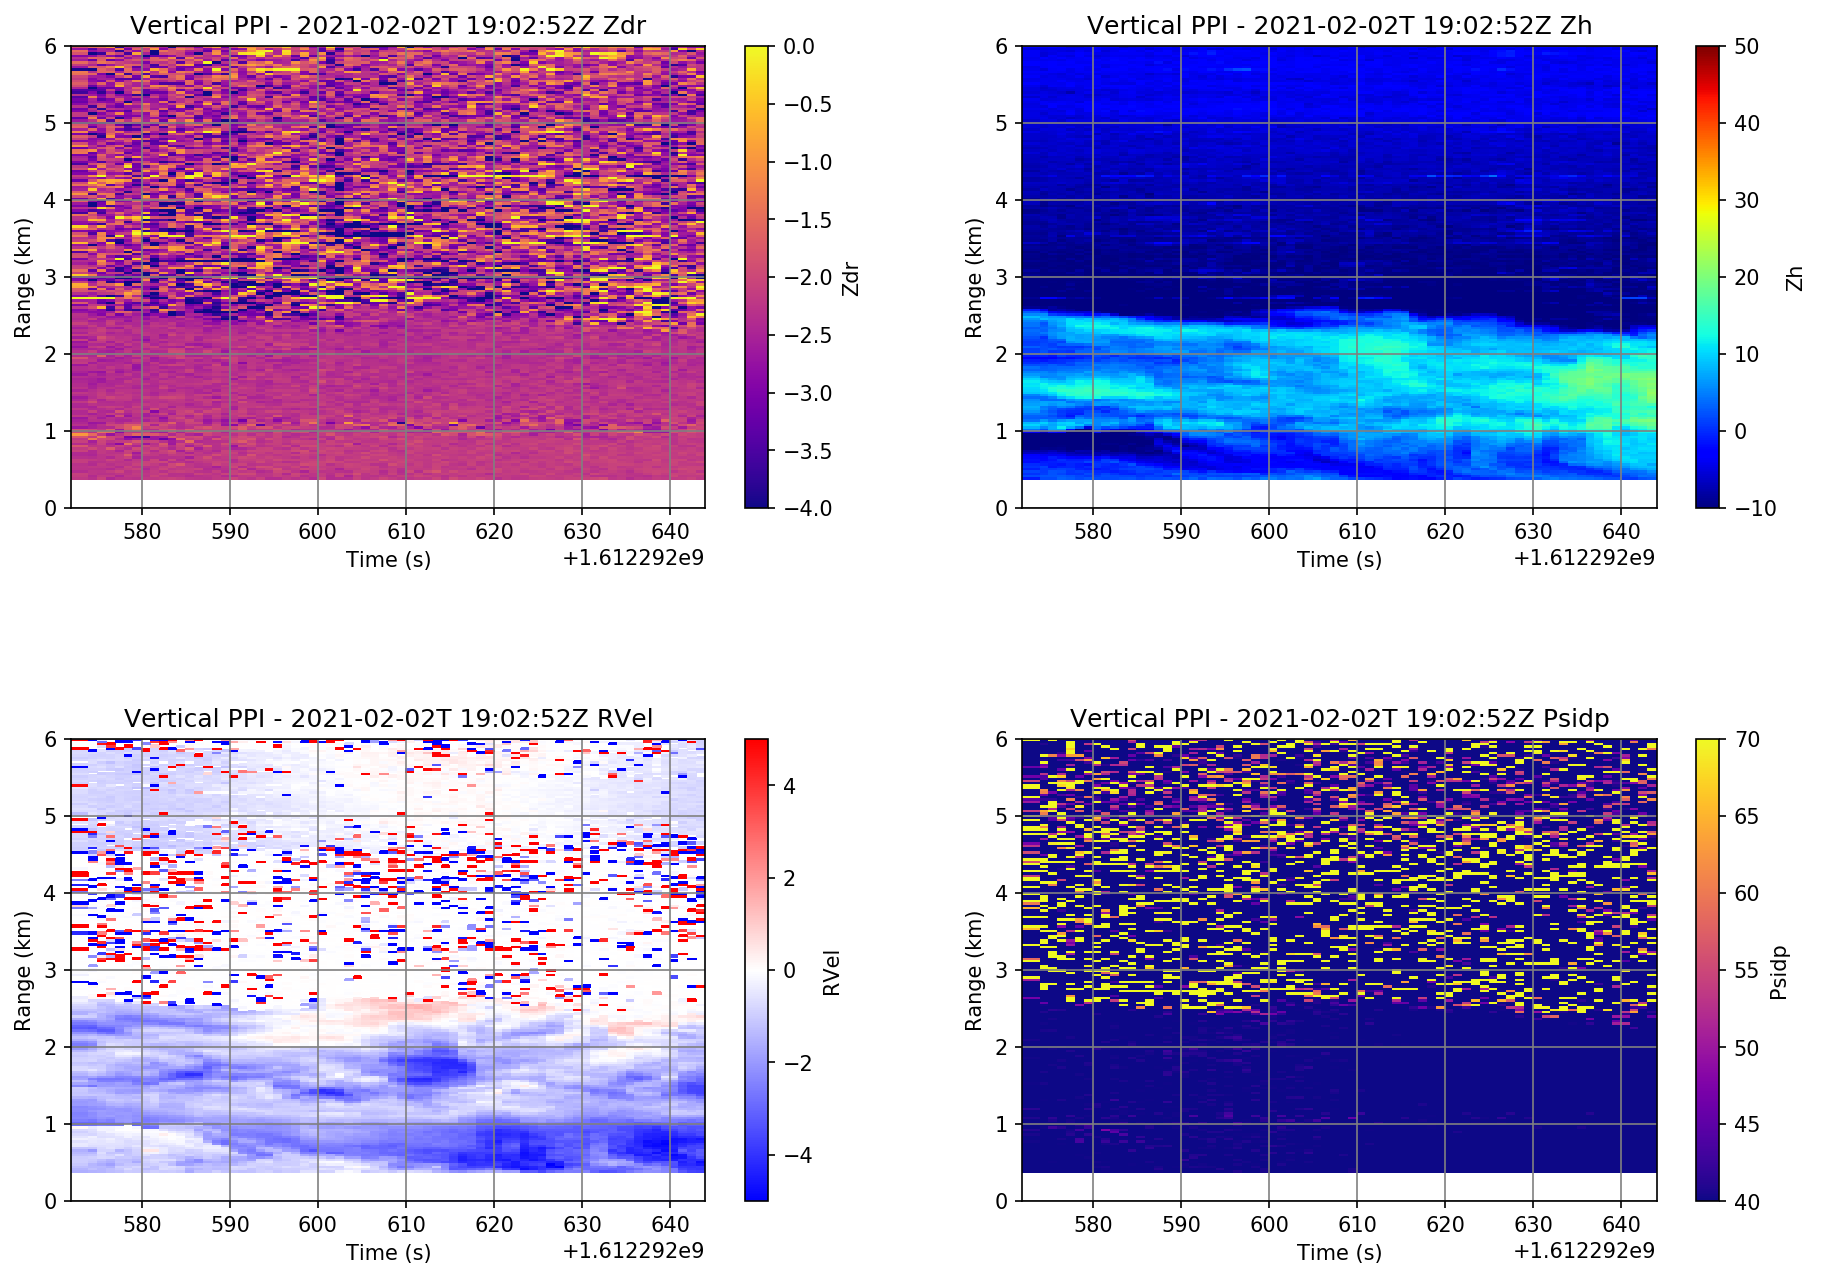 Vertical PPI - 2021-02-02T 19:02:52Z Zdr
6
5
4
3
2
1
0
Range (km)
580 590 600 610 620 630 640
Time (s)
+1.612292e9
0.0
−0.5
−1.0
−1.5
−2.0
−2.5
−3.0
−3.5
−4.0
Zdr
Vertical PPI - 2021-02-02T 19:02:52Z Zh
6
5
4
3
2
1
0
Range (km)
580 590 600 610 620 630 640
Time (s)
+1.612292e9
50
40
30
20
10
0
−10
Zh
Vertical PPI - 2021-02-02T 19:02:52Z RVel
6
5
4
3
2
1
0
Range (km)
580 590 600 610 620 630 640
Time (s)
+1.612292e9
4
2
0
−2
−4
RVel
Vertical PPI - 2021-02-02T 19:02:52Z Psidp
6
5
4
3
2
1
0
Range (km)
580 590 600 610 620 630 640
Time (s)
+1.612292e9
70
65
60
55
50
45
40
Psidp